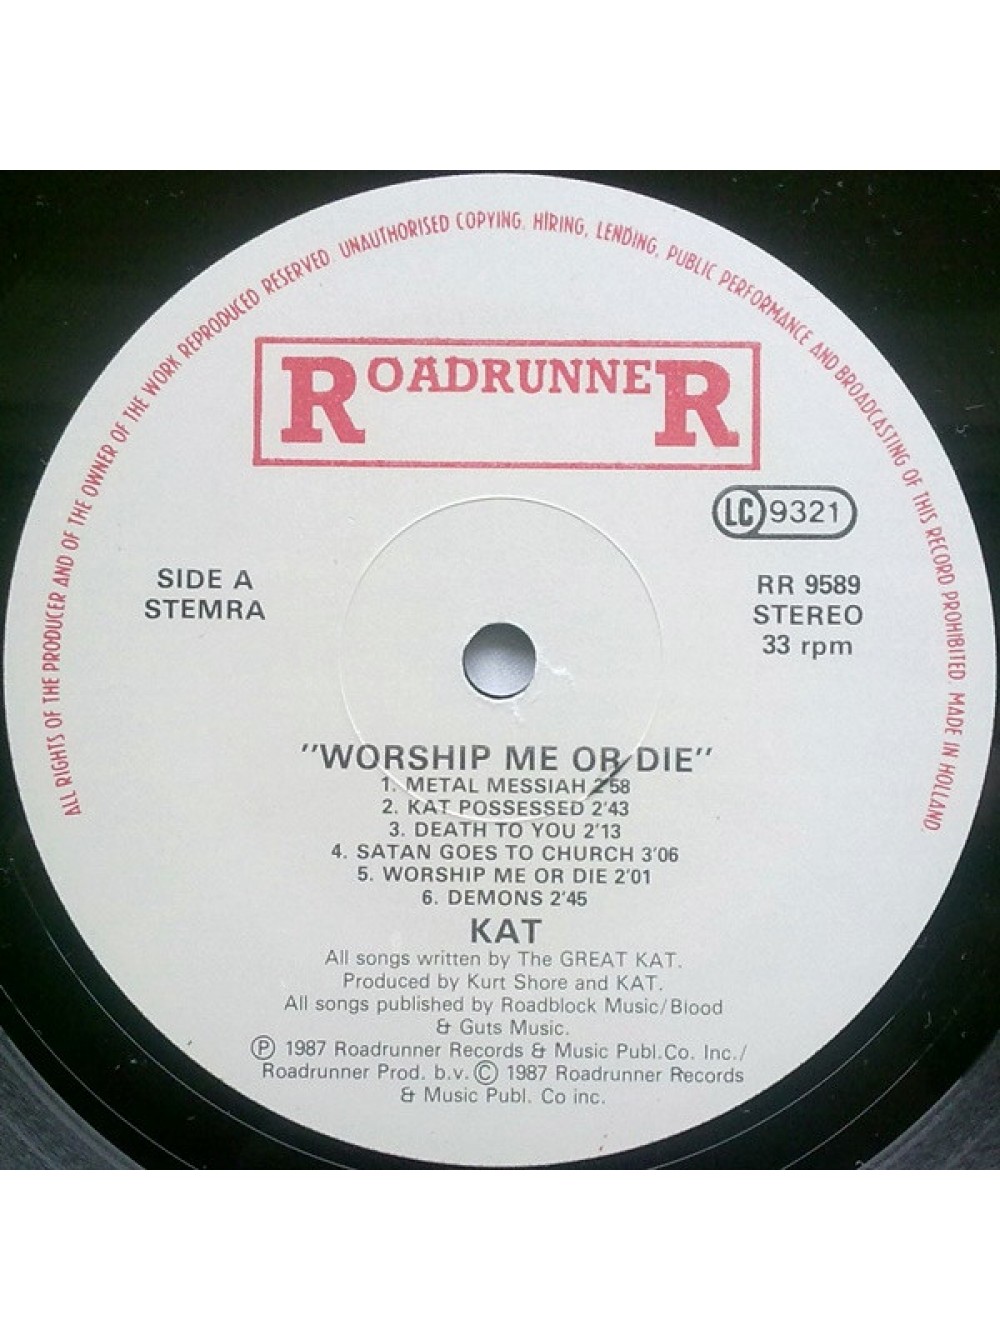 ALL RIGHTS OF THE PRODUCER AND OF THE OWNER OF THE WORK REPRODUCED RESERVED UNAUTHORISED COPYING, HIRING, LENDING, PUBLIC PERFORMANCE AND BROADCASTING OF THIS RECORD PROHIBITED. MADE IN HOLLAND.
ROADRUNNER
LC 9321
SIDE A
STEMRA
RR 9589
STEREO
33 rpm
"WORSHIP ME OR DIE"
1. METAL MESSIAH 2'58
2. KAT POSSESSED 2'43
3. DEATH TO YOU 2'13
4. SATAN GOES TO CHURCH 3'06
5. WORSHIP ME OR DIE 2'01
6. DEMONS 2'45
KAT
All songs written by The GREAT KAT.
Produced by Kurt Shore and KAT.
All songs published by Roadblock Music/Blood
& Guts Music.
Ⓟ 1987 Roadrunner Records & Music Publ.Co. Inc./
Roadrunner Prod. b.v. © 1987 Roadrunner Records
& Music Publ. Co inc.